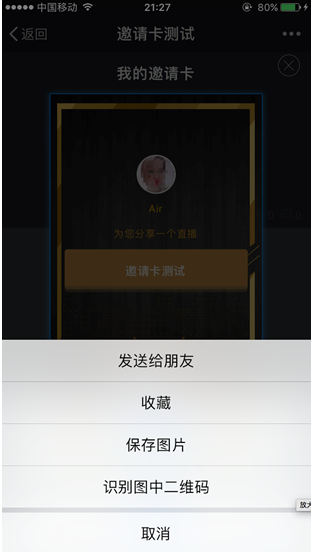 中国移动 21:27 80%
返回 邀请卡测试
我的邀请卡
Air
为您分享一个直播
邀请卡测试
发送给朋友
收藏
保存图片
识别图中二维码
放大
取消